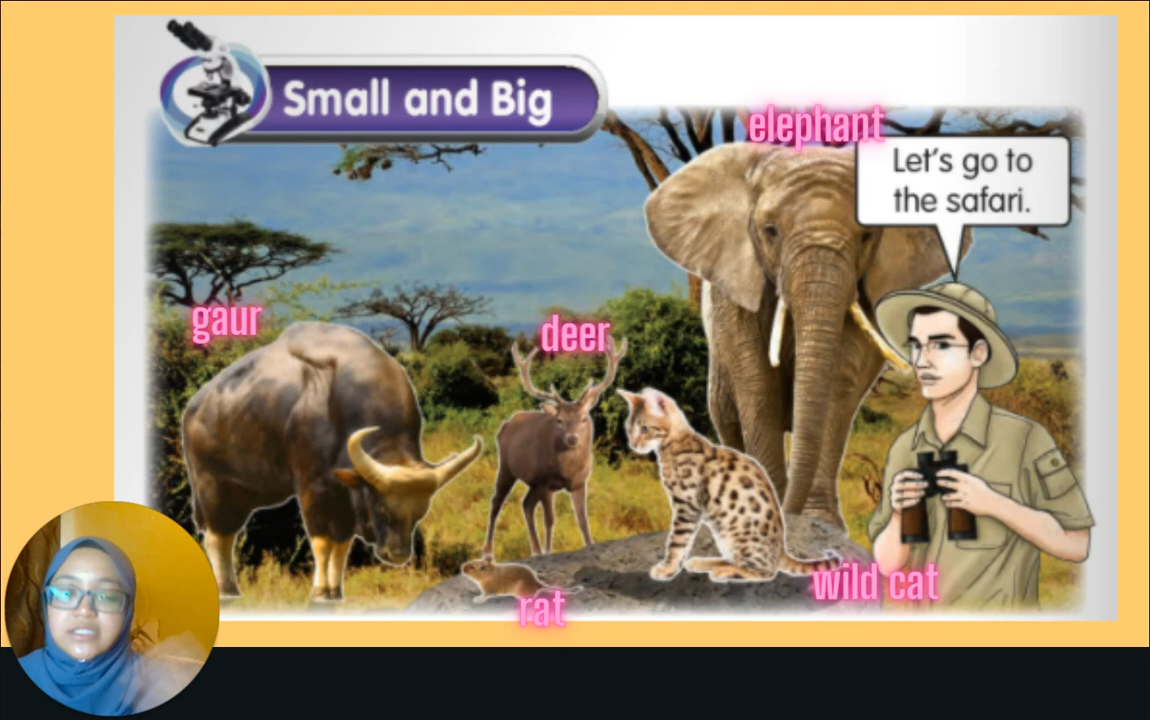 Small and Big
elephant
Let's go to
the safari.
gaur
deer
wild cat
rat